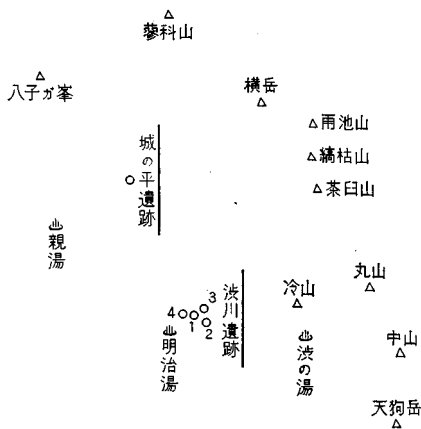 蓼科山
八子ガ峯
横岳
雨池山
縞枯山
茶臼山
城の平遺跡
親湯
渋川遺跡
3
4
1
2
明治湯
冷山
渋の湯
丸山
中山
天狗岳